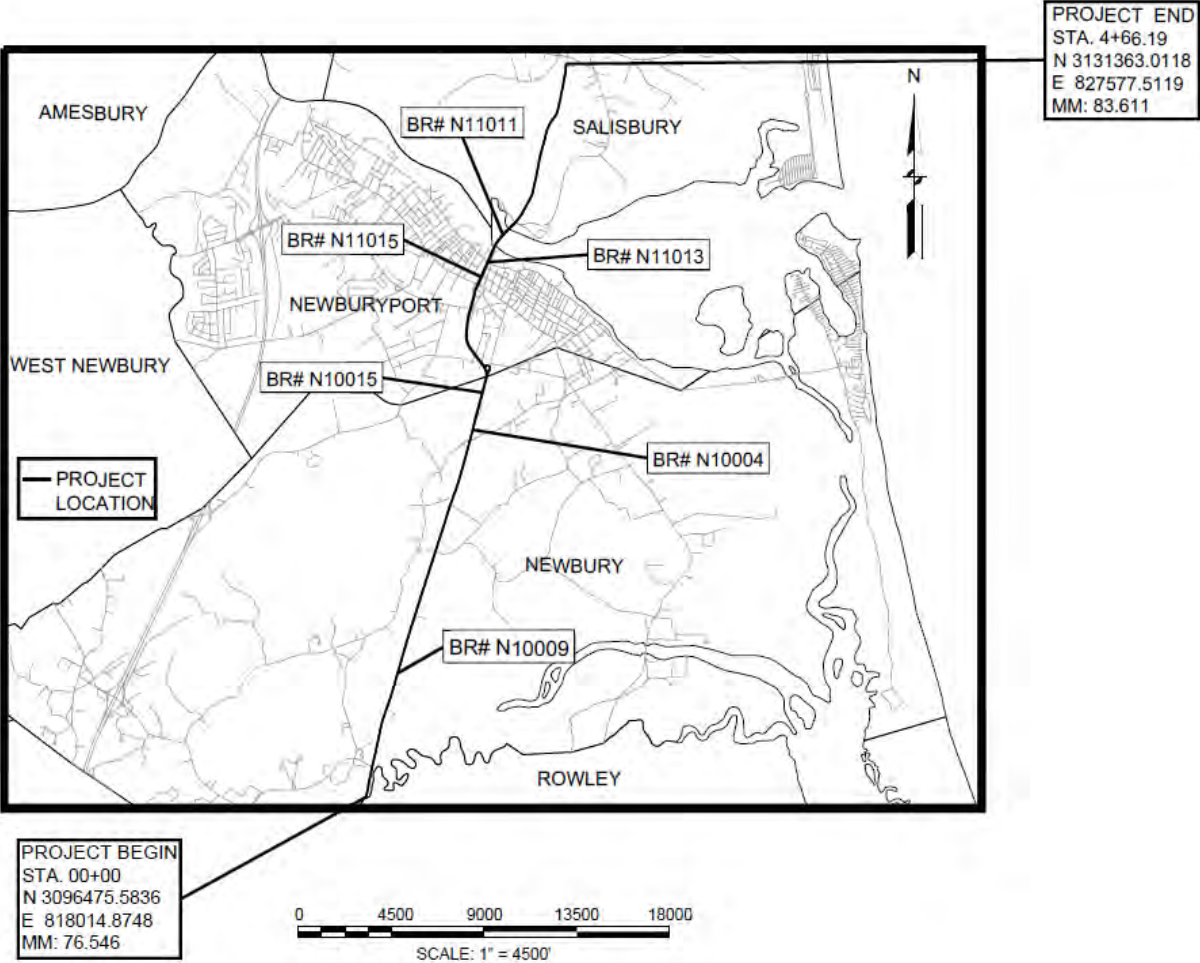 PROJECT END
STA. 4+66.19
N 3131363.0118
E 827577.5119
MM: 83.611
N
AMESBURY
BR# N11011
SALISBURY
BR# N11015
BR# N11013
NEWBURYPORT
WEST NEWBURY
BR# N10015
BR# N10004
PROJECT
LOCATION
NEWBURY
BR# N10009
ROWLEY
PROJECT BEGIN
STA. 00+00
N 3096475.5836
E 818014.8748
MM: 76.546
0 4500 9000 13500 18000
SCALE: 1" = 4500'